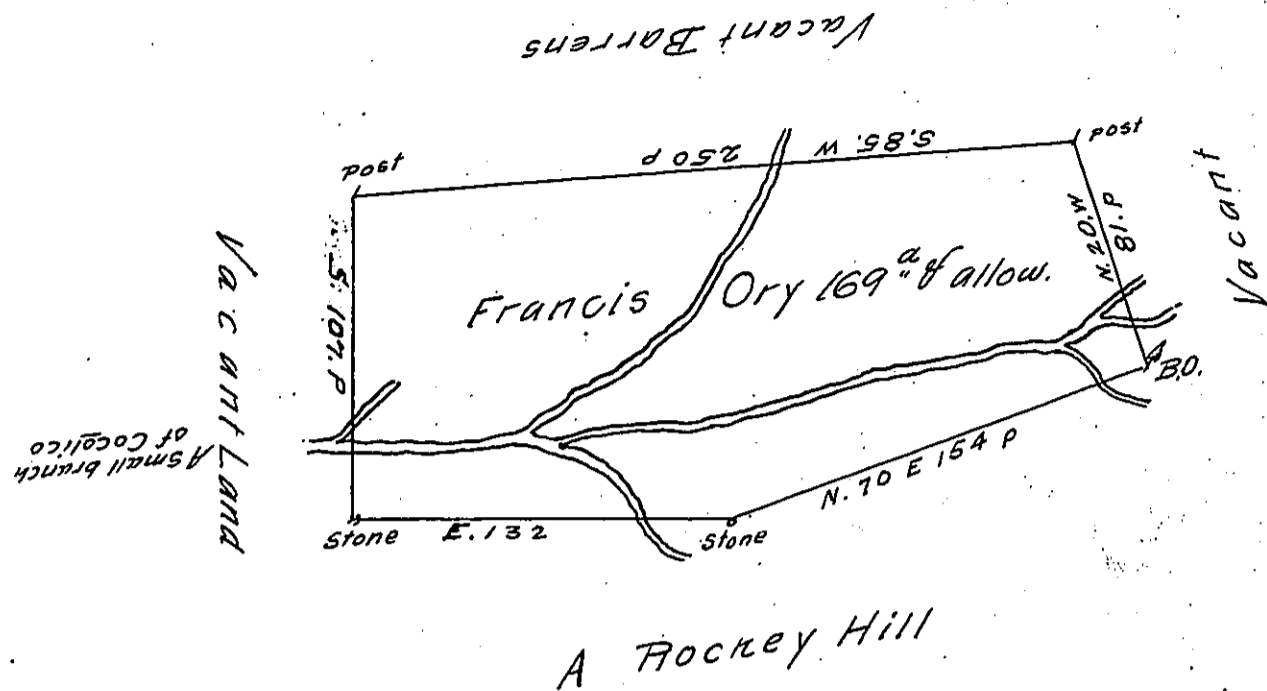 Vacant Barrens
Post
Post
S. 85. W 250 P
N. 20. W
81. P
Vacant
S. 107. P
Vacant Land
Francis Ory 169 a & allow.
B.O.
A Small branch
of Cocolico
N. 70 E 154 P
Stone
E. 132
Stone
A Rockey Hill